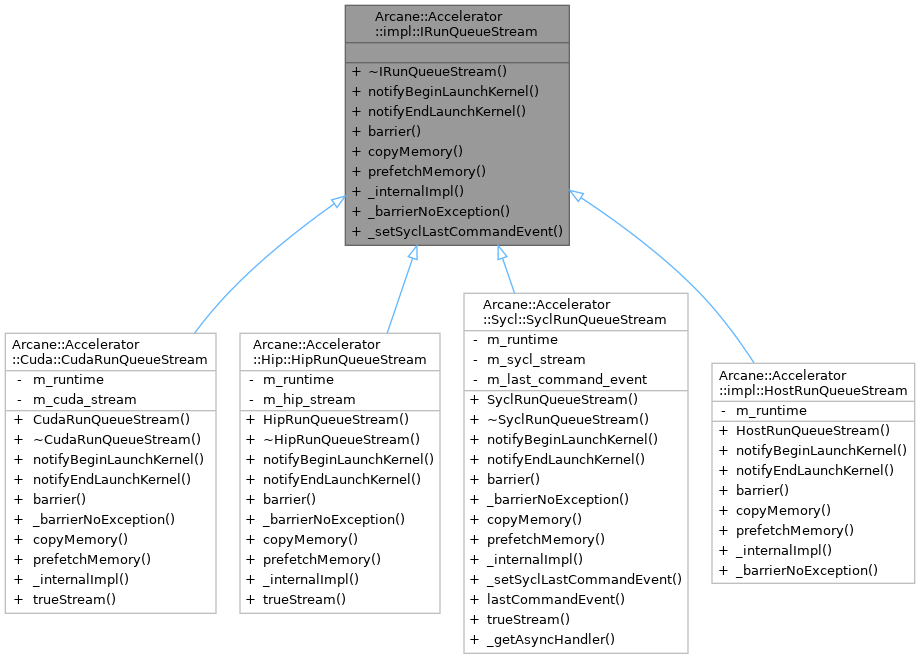 Arcane::Accelerator
::impl::IRunQueueStream
+ ~IRunQueueStream()
+ notifyBeginLaunchKernel()
+ notifyEndLaunchKernel()
+ barrier()
+ copyMemory()
+ prefetchMemory()
+ _internalImpl()
+ _barrierNoException()
+ _setSyclLastCommandEvent()
Arcane::Accelerator
::Cuda::CudaRunQueueStream
- m_runtime
- m_cuda_stream
+ CudaRunQueueStream()
+ ~CudaRunQueueStream()
+ notifyBeginLaunchKernel()
+ notifyEndLaunchKernel()
+ barrier()
+ _barrierNoException()
+ copyMemory()
+ prefetchMemory()
+ _internalImpl()
+ trueStream()
Arcane::Accelerator
::Hip::HipRunQueueStream
- m_runtime
- m_hip_stream
+ HipRunQueueStream()
+ ~HipRunQueueStream()
+ notifyBeginLaunchKernel()
+ notifyEndLaunchKernel()
+ barrier()
+ _barrierNoException()
+ copyMemory()
+ prefetchMemory()
+ _internalImpl()
+ trueStream()
Arcane::Accelerator
::Sycl::SyclRunQueueStream
- m_runtime
- m_sycl_stream
- m_last_command_event
+ SyclRunQueueStream()
+ ~SyclRunQueueStream()
+ notifyBeginLaunchKernel()
+ notifyEndLaunchKernel()
+ barrier()
+ _barrierNoException()
+ copyMemory()
+ prefetchMemory()
+ _internalImpl()
+ _setSyclLastCommandEvent()
+ lastCommandEvent()
+ trueStream()
+ _getAsyncHandler()
Arcane::Accelerator
::impl::HostRunQueueStream
- m_runtime
+ HostRunQueueStream()
+ notifyBeginLaunchKernel()
+ notifyEndLaunchKernel()
+ barrier()
+ copyMemory()
+ prefetchMemory()
+ _internalImpl()
+ _barrierNoException()